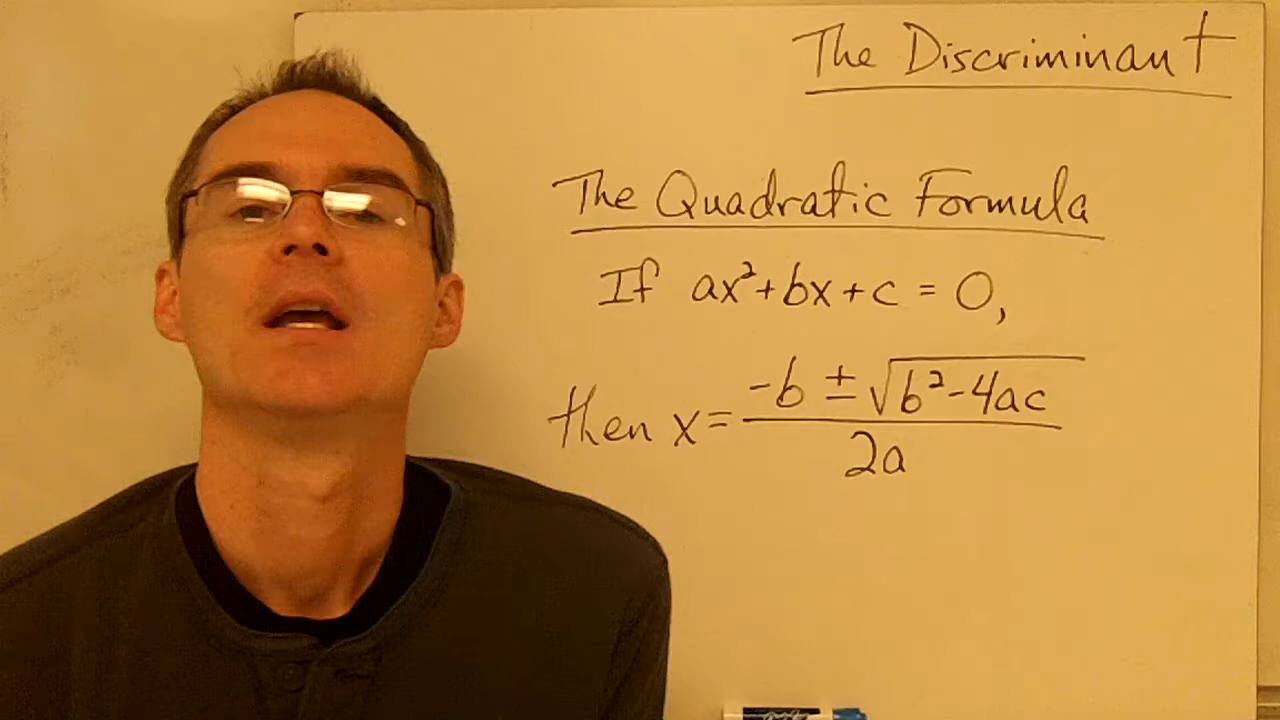 The Discriminant
The Quadratic Formula
If ax²+bx+c = 0,
then x = -b ± √b²-4ac
2a